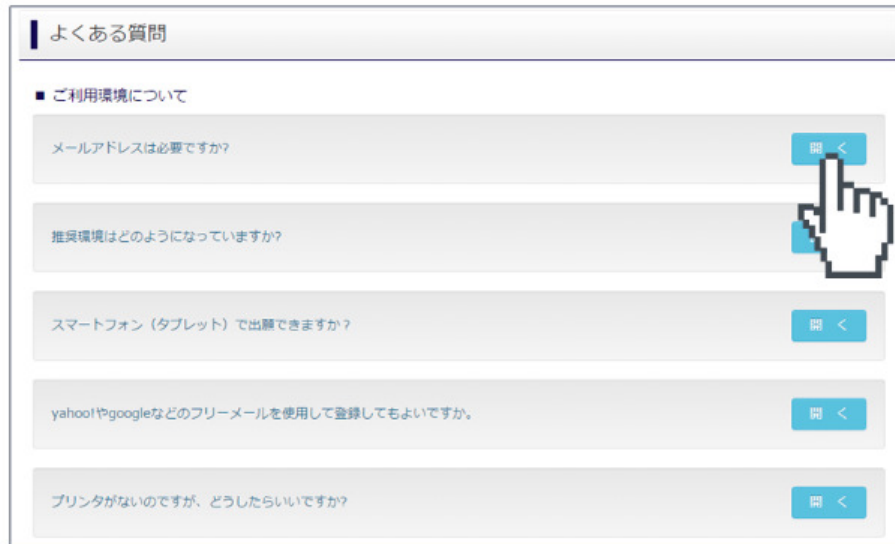 よくある質問
■ ご利用環境について
メールアドレスは必要ですか?
開 く
推奨環境はどのようになっていますか?
スマートフォン（タブレット）で出願できますか？
開 く
yahoo!やgoogleなどのフリーメールを使用して登録してもよいですか。
開 く
プリンタがないのですが、どうしたらいいですか?
開 く